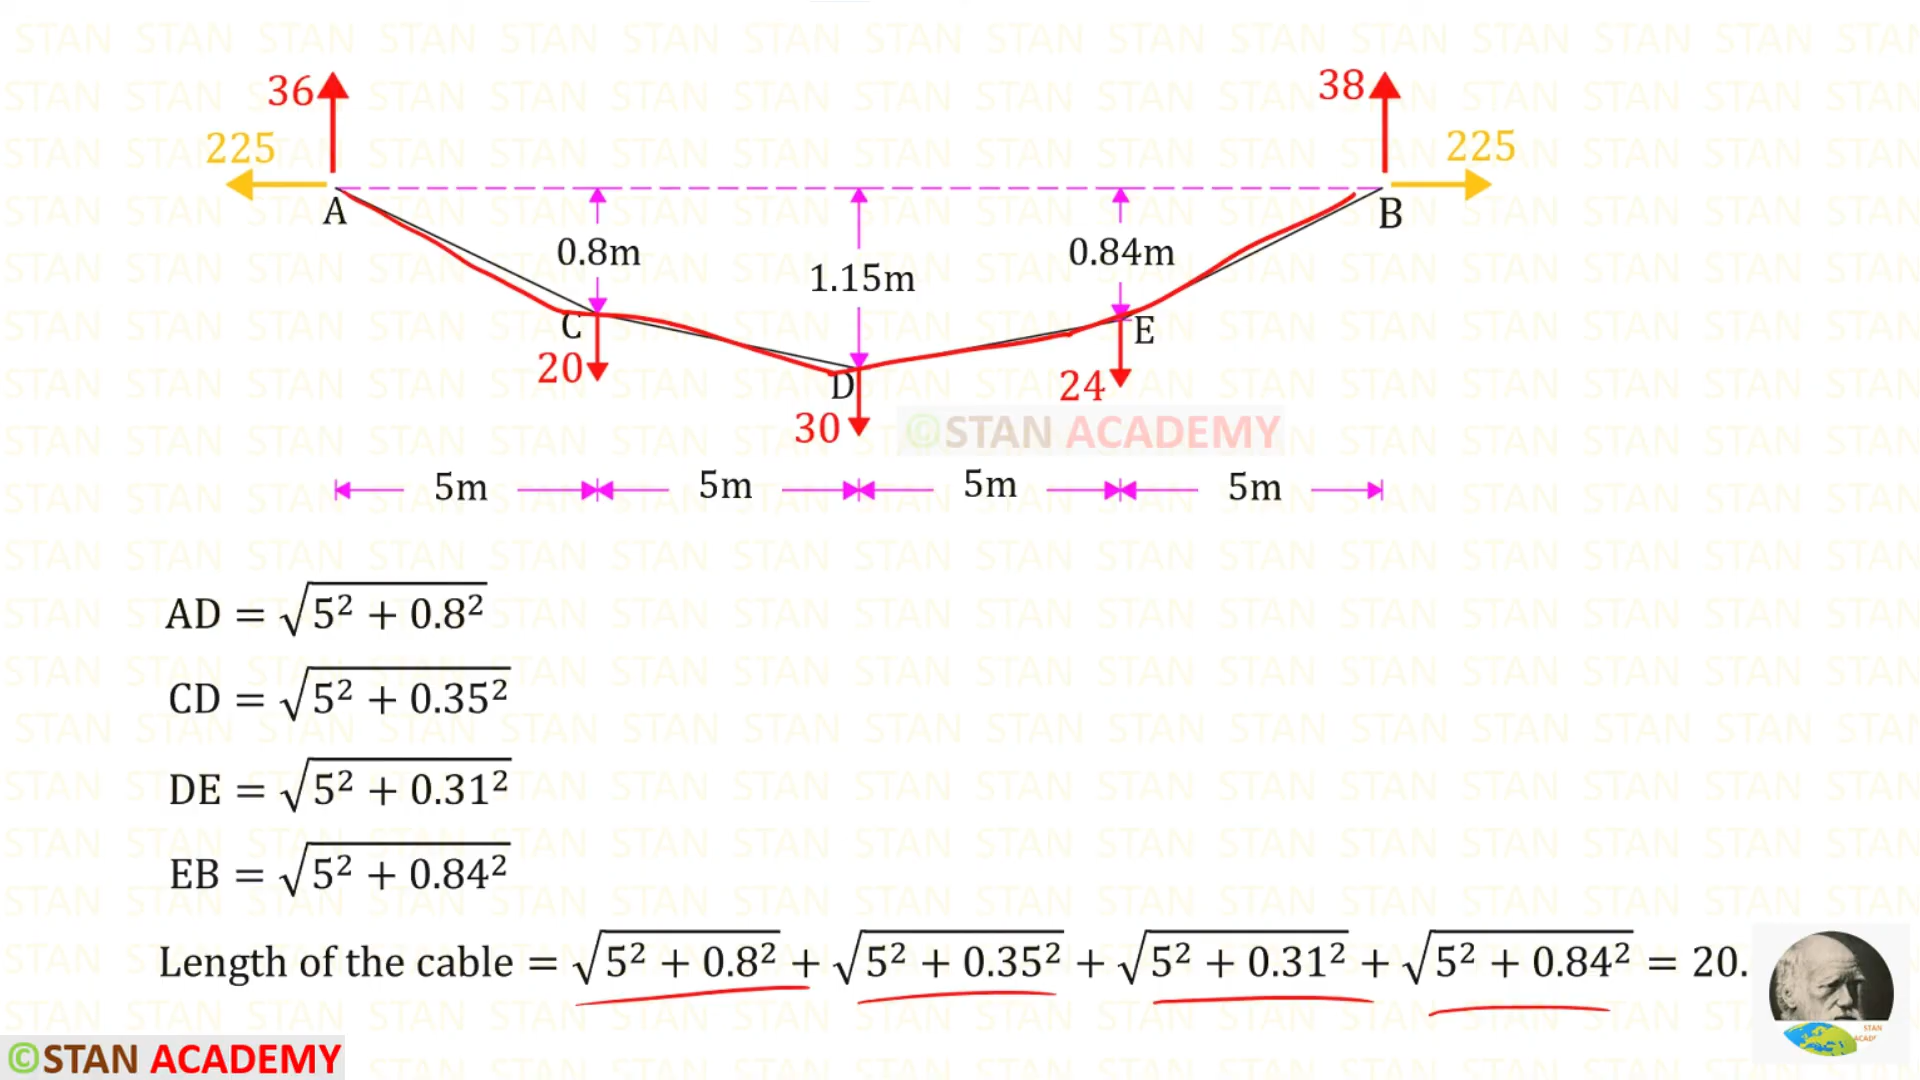 36
38
225
225
A
B
0.8m
0.84m
1.15m
C
E
20
D
24
30
©STAN ACADEMY
5m 5m 5m 5m
AD = √5² + 0.8²
CD = √5² + 0.35²
DE = √5² + 0.31²
EB = √5² + 0.84²
Length of the cable = √5² + 0.8² + √5² + 0.35² + √5² + 0.31² + √5² + 0.84² = 20.
©STAN ACADEMY
STAN